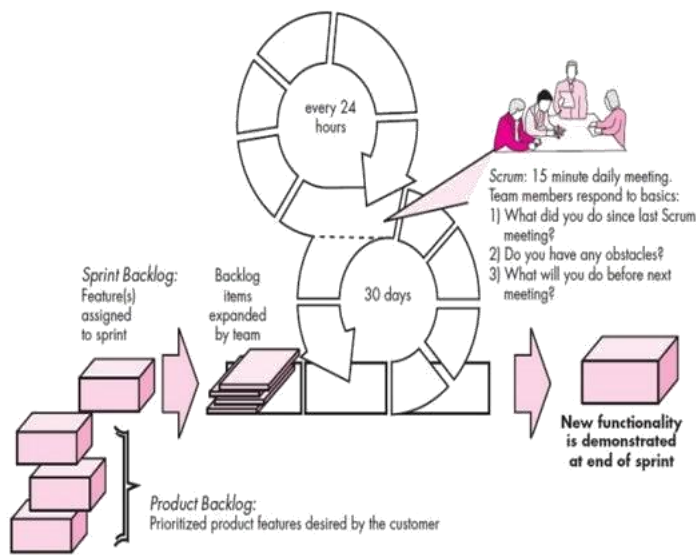 every 24
hours
Scrum: 15 minute daily meeting.
Team members respond to basics:
1) What did you do since last Scrum
meeting?
2) Do you have any obstacles?
3) What will you do before next
meeting?
Sprint Backlog:
Feature(s)
assigned
to sprint
Backlog
items
expanded
by team
30 days
New functionality
is demonstrated
at end of sprint
Product Backlog:
Prioritized product features desired by the customer